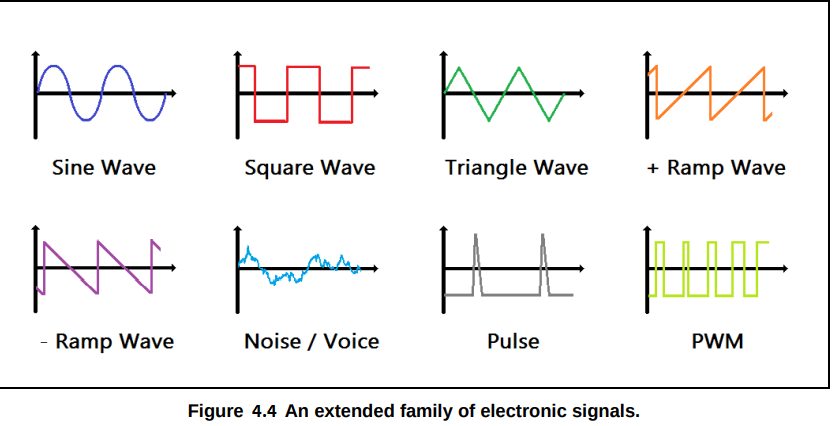 Sine Wave
Square Wave
Triangle Wave
+ Ramp Wave
- Ramp Wave
Noise / Voice
Pulse
PWM
Figure 4.4 An extended family of electronic signals.